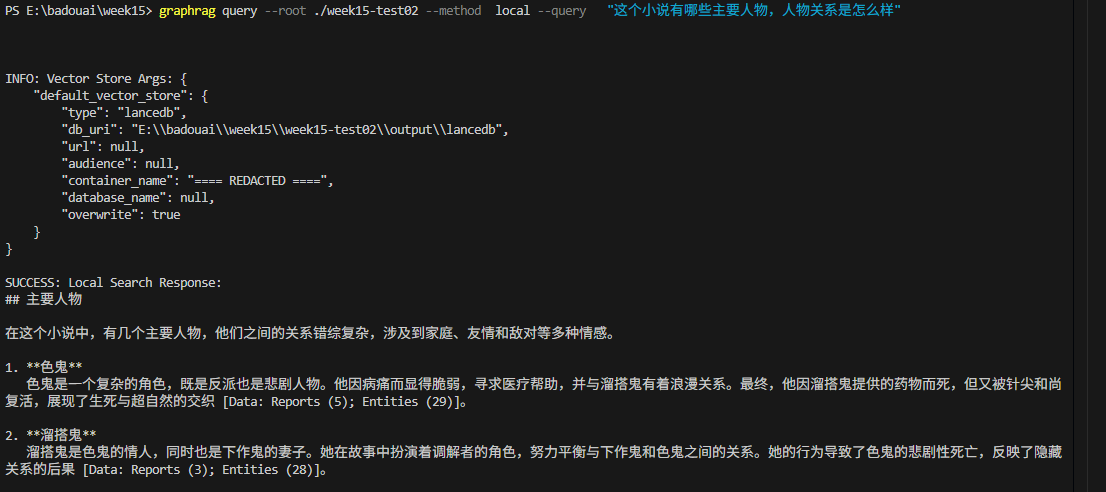 PS E:\badouai\week15> graphrag query --root ./week15-test02 --method  local --query   "这个小说有哪些主要人物，人物关系是怎么样"
INFO: Vector Store Args: {
    "default_vector_store": {
        "type": "lancedb",
        "db_uri": "E:\\badouai\\week15\\week15-test02\\output\\lancedb",
        "url": null,
        "audience": null,
        "container_name": "==== REDACTED ====",
        "database_name": null,
        "overwrite": true
    }
}
SUCCESS: Local Search Response:
## 主要人物
在这个小说中，有几个主要人物，他们之间的关系错综复杂，涉及到家庭、友情和敌对等多种情感。
1. **色鬼**
   色鬼是一个复杂的角色，既是反派也是悲剧人物。他因病痛而显得脆弱，寻求医疗帮助，并与溜搭鬼有着浪漫关系。最终，他因溜搭鬼提供的药物而死，但又被针尖和尚
复活，展现了生死与超自然的交织 [Data: Reports (5); Entities (29)]。
2. **溜搭鬼**
   溜搭鬼是色鬼的情人，同时也是下作鬼的妻子。她在故事中扮演着调解者的角色，努力平衡与下作鬼和色鬼之间的关系。她的行为导致了色鬼的悲剧性死亡，反映了隐藏
关系的后果 [Data: Reports (3); Entities (28)]。